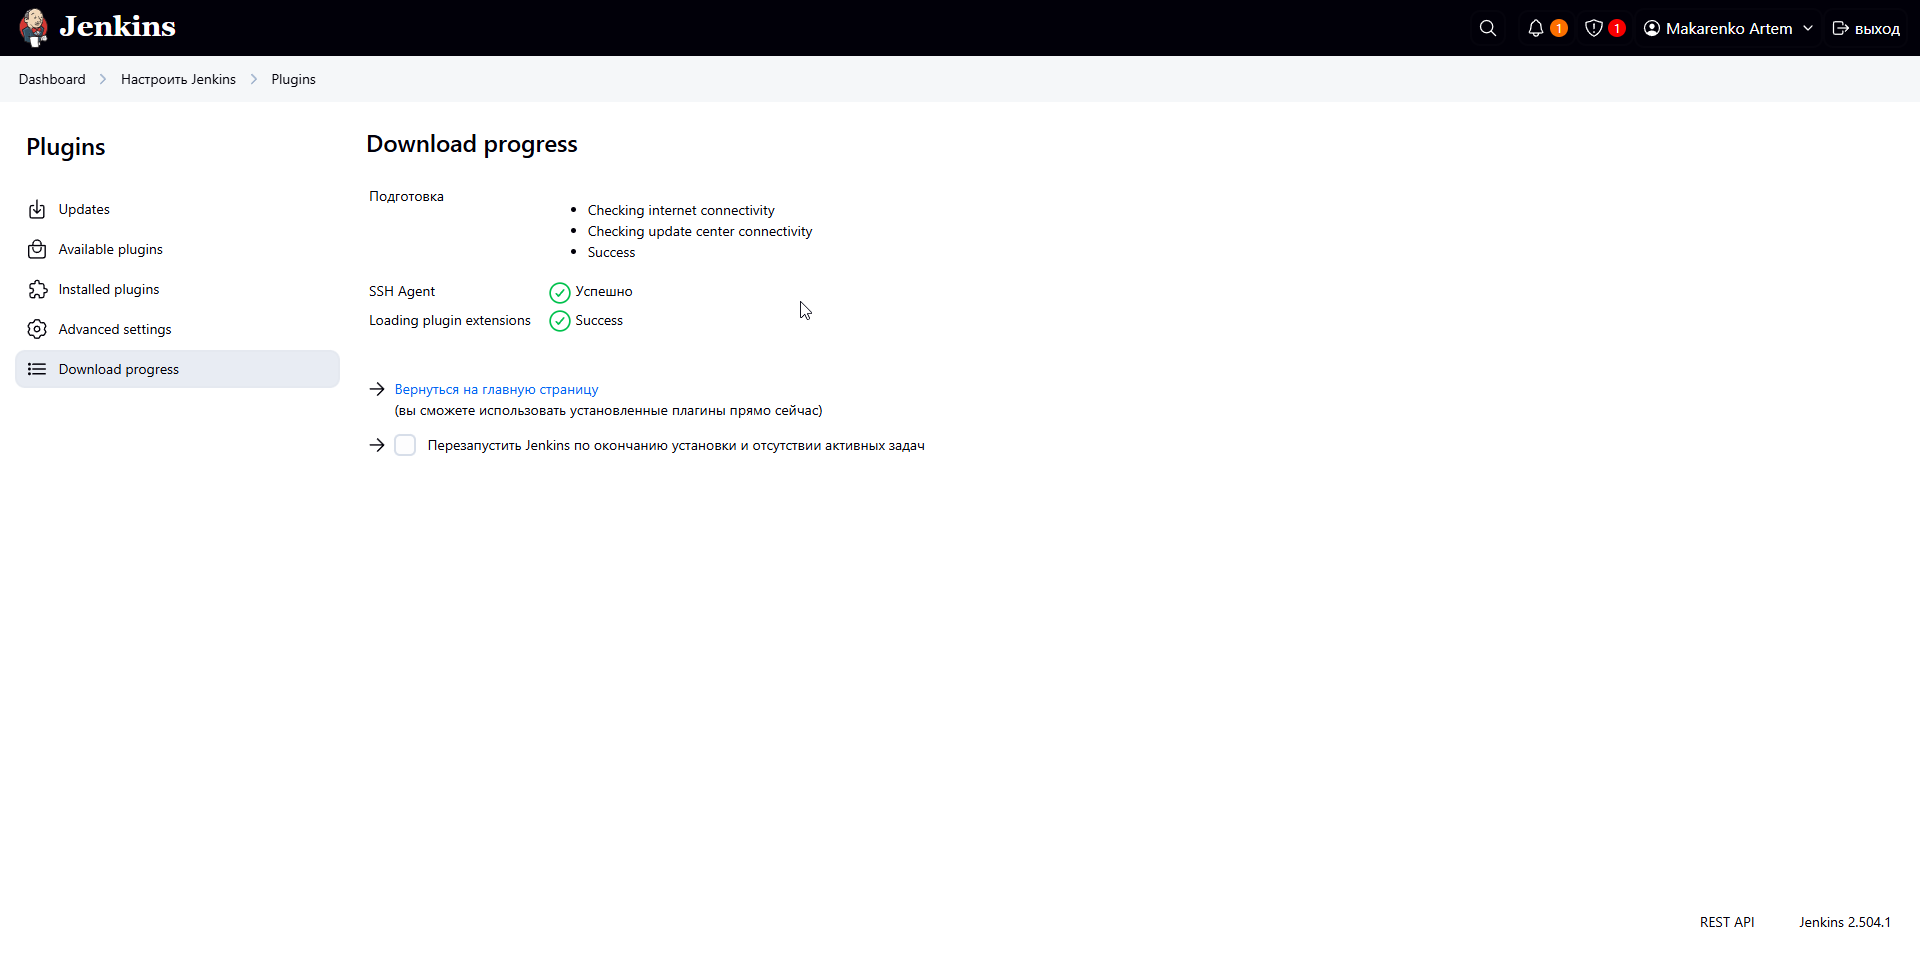 Jenkins
1
1
Makarenko Artem
выход
Dashboard
Настроить Jenkins
Plugins
Plugins
Updates
Available plugins
Installed plugins
Advanced settings
Download progress
Download progress
Подготовка
Checking internet connectivity
Checking update center connectivity
Success
SSH Agent Успешно
Loading plugin extensions Success
Вернуться на главную страницу
(вы сможете использовать установленные плагины прямо сейчас)
Перезапустить Jenkins по окончанию установки и отсутствии активных задач
REST API Jenkins 2.504.1